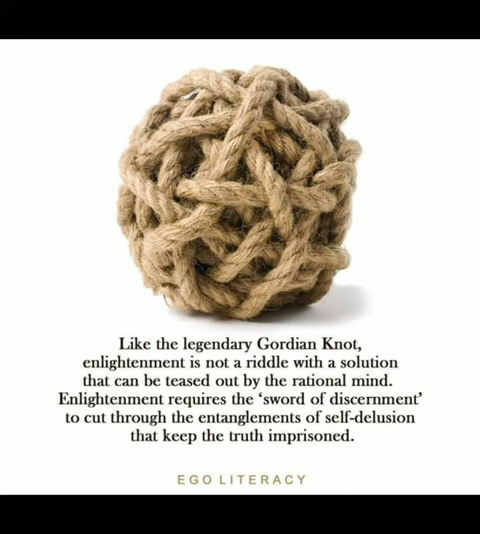 Like the legendary Gordian Knot,
enlightenment is not a riddle with a solution
that can be teased out by the rational mind.
Enlightenment requires the ‘sword of discernment’
to cut through the entanglements of self-delusion
that keep the truth imprisoned.
EGO LITERACY